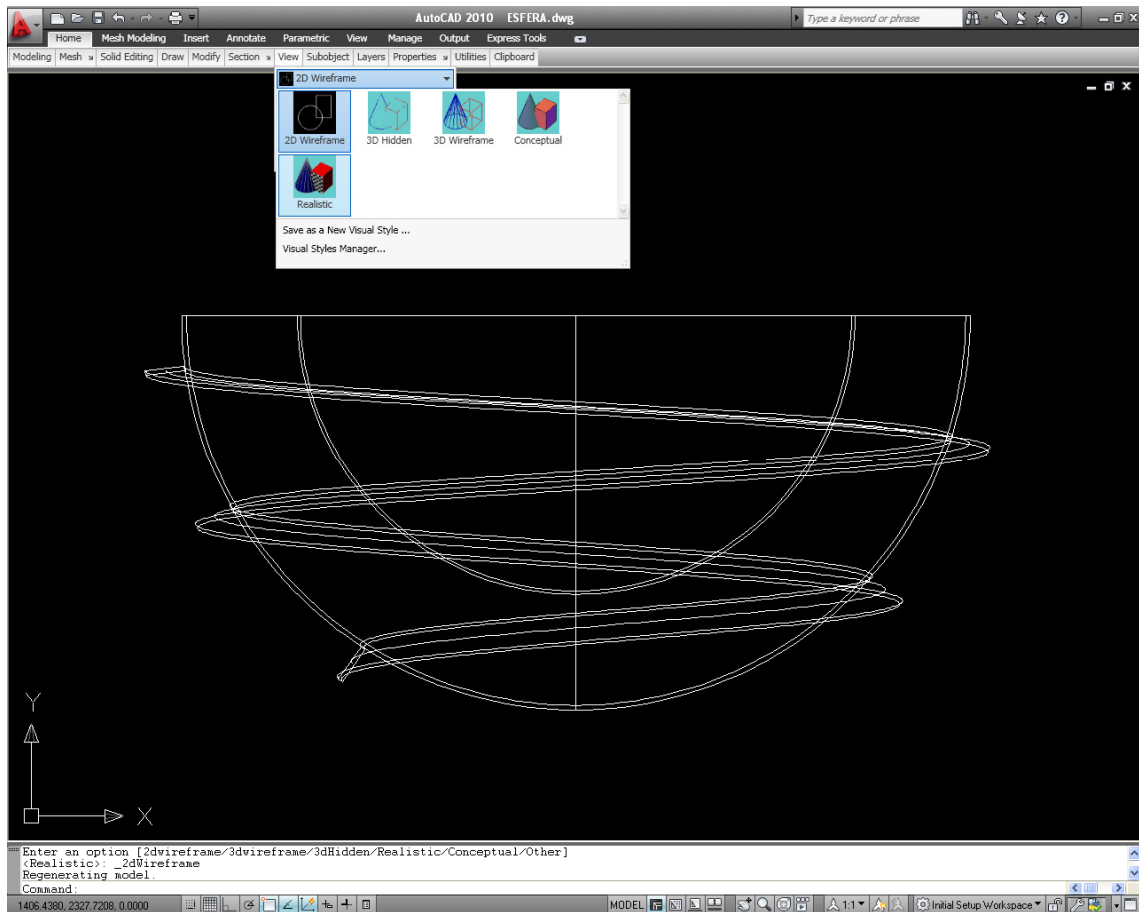 AutoCAD 2010 ESFERA.dwg
Type a keyword or phrase
Home Mesh Modeling Insert Annotate Parametric View Manage Output Express Tools
Modeling Mesh Solid Editing Draw Modify Section View Subobject Layers Properties Utilities Clipboard
2D Wireframe
2D Wireframe 3D Hidden 3D Wireframe Conceptual
Realistic
Save as a New Visual Style ...
Visual Styles Manager...
Y
X
Enter an option [2dwireframe/3dwireframe/3dHidden/Realistic/Conceptual/Other]
<Realistic>: _2dWireframe
Regenerating model.
Command:
1406.4380, 2327.7208, 0.0000 MODEL 1:1 Initial Setup Workspace